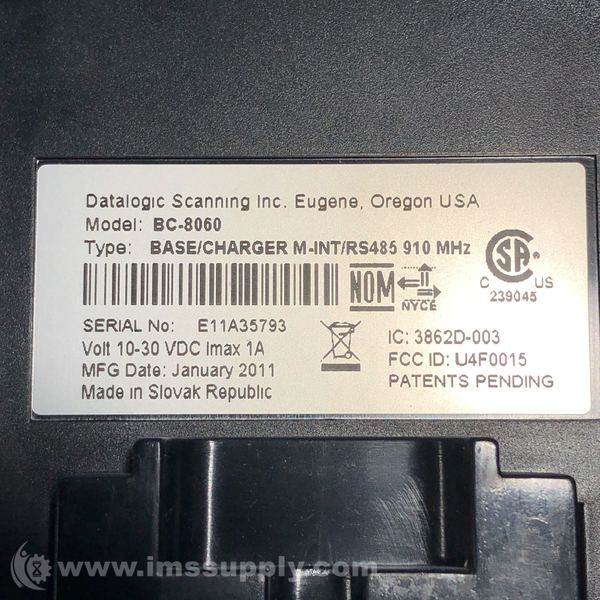 Datalogic Scanning Inc. Eugene, Oregon USA
Model: BC-8060
Type: BASE/CHARGER M-INT/RS485 910 MHz
NOM
NYCE
SA
C US
239045
SERIAL No: E11A35793
Volt 10-30 VDC Imax 1A
MFG Date: January 2011
Made in Slovak Republic
IC: 3862D-003
FCC ID: U4F0015
PATENTS PENDING
www.imssupply.com